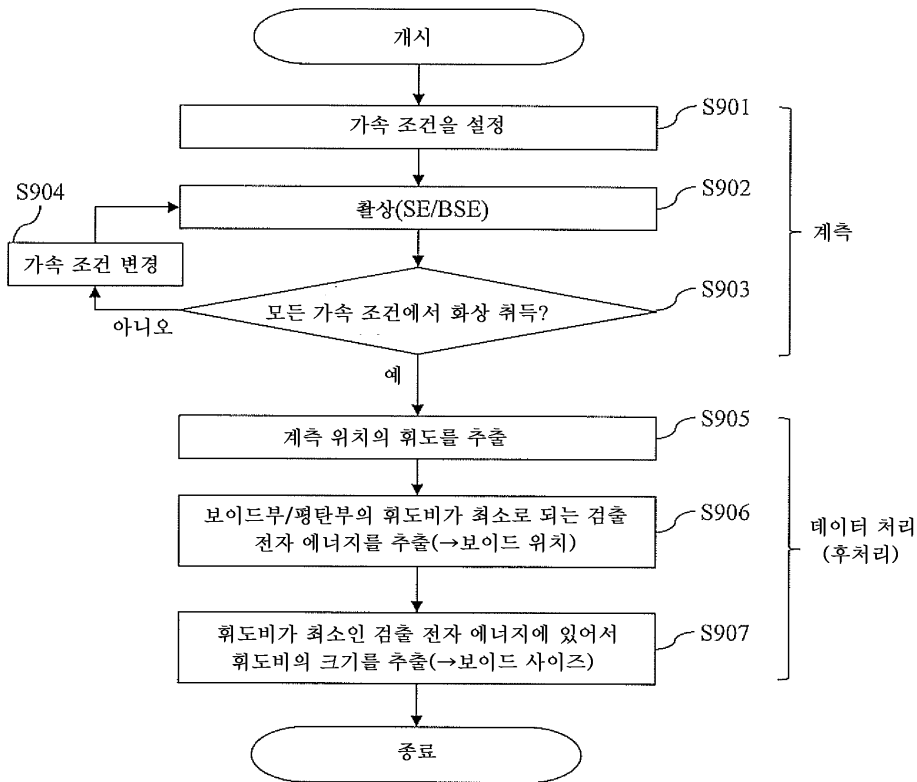 개시
S901
가속 조건을 설정
S904
S902
촬상(SE/BSE)
계측
가속 조건 변경
S903
모든 가속 조건에서 화상 취득?
아니오
예
S905
계측 위치의 휘도를 추출
S906
보이드부/평탄부의 휘도비가 최소로 되는 검출
전자 에너지를 추출(→보이드 위치)
데이터 처리
(후처리)
S907
휘도비가 최소인 검출 전자 에너지에 있어서
휘도비의 크기를 추출(→보이드 사이즈)
종료